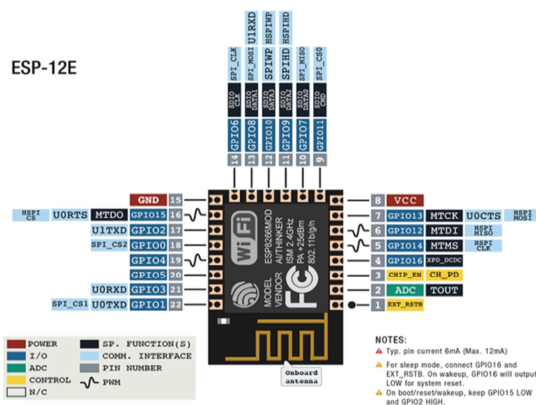 ESP-12E
SPI_CLK
SPI_MOSI U1RXD
SPIWP HSPIWP
SPIHD HSPIHD
SPI_MISO
SPI_CS0
SDIO CLK
SDIO DATA1
SDIO DATA3
SDIO DATA2
SDIO DATA0
SDIO CMD
GPIO6 GPIO8 GPIO10 GPIO9 GPIO7 GPIO11
14 13 12 11 10 9
GND 15
HSPI CS U0RTS MTDO GPIO15 16
U1TXD GPIO2 17
SPI_CS2 GPIO0 18
GPIO4 19
GPIO5 20
U0RXD GPIO3 21
SPI_CS1 U0TXD GPIO1 22
WiFi
MODEL ESP8266MOD
VENDOR AI/THINKER
ISM 2.4GHz
PA +25dBm
802.11b/g/n
FC
Onboard
antenna
8 VCC
7 GPIO13 MTCK U0CTS HSPI MOSI
6 GPIO12 MTDI HSPI MISO
5 GPIO14 MTMS HSPI CLK
4 GPIO16 XPD_DCDC
3 CHIP_EN CH_PD
2 ADC TOUT
1 EXT_RSTB
POWER
I/O
ADC
CONTROL
N/C
SP. FUNCTION(S)
COMM. INTERFACE
PIN NUMBER
PWM
NOTES:
Typ. pin current 6mA (Max. 12mA)
For sleep mode, connect GPIO16 and
EXT_RSTB. On wakeup, GPIO16 will output
LOW for system reset.
On boot/reset/wakeup, keep GPIO15 LOW
and GPIO2 HIGH.